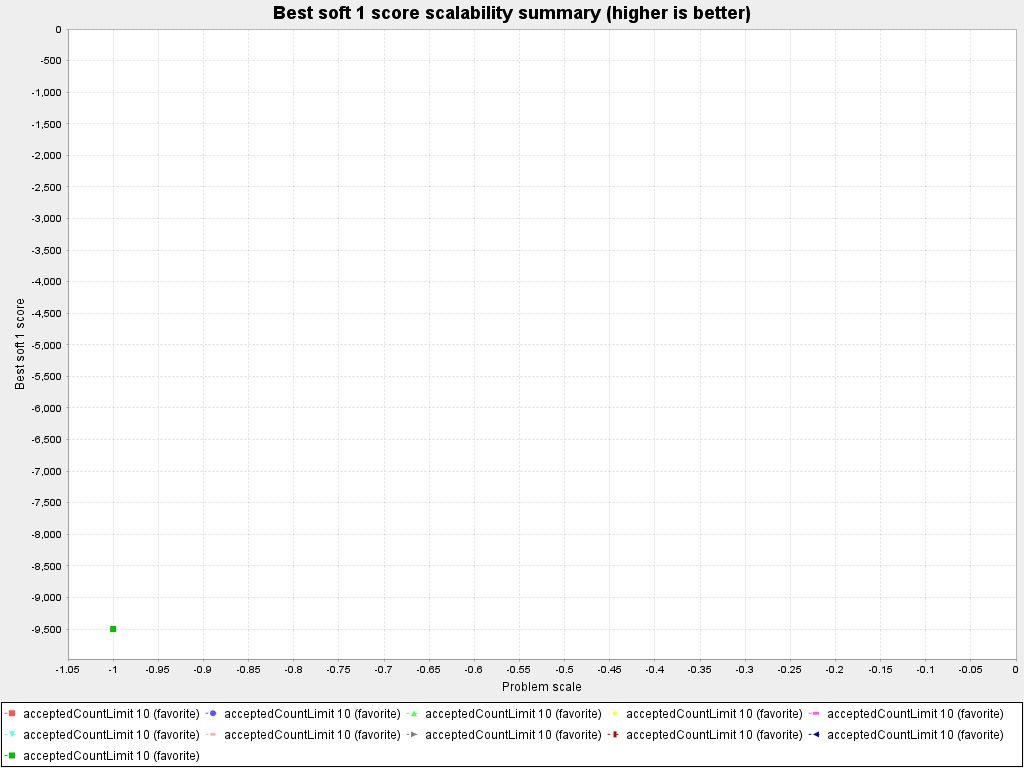 Best soft 1 score scalability summary (higher is better)
0
-500
-1,000
-1,500
-2,000
-2,500
-3,000
-3,500
-4,000
-4,500
-5,000
-5,500
-6,000
-6,500
-7,000
-7,500
-8,000
-8,500
-9,000
-9,500
Best soft 1 score
-1.05 -1 -0.95 -0.9 -0.85 -0.8 -0.75 -0.7 -0.65 -0.6 -0.55 -0.5 -0.45 -0.4 -0.35 -0.3 -0.25 -0.2 -0.15 -0.1 -0.05 0
Problem scale
acceptedCountLimit 10 (favorite) acceptedCountLimit 10 (favorite) acceptedCountLimit 10 (favorite) acceptedCountLimit 10 (favorite) acceptedCountLimit 10 (favorite)
acceptedCountLimit 10 (favorite) acceptedCountLimit 10 (favorite) acceptedCountLimit 10 (favorite) acceptedCountLimit 10 (favorite) acceptedCountLimit 10 (favorite)
acceptedCountLimit 10 (favorite)